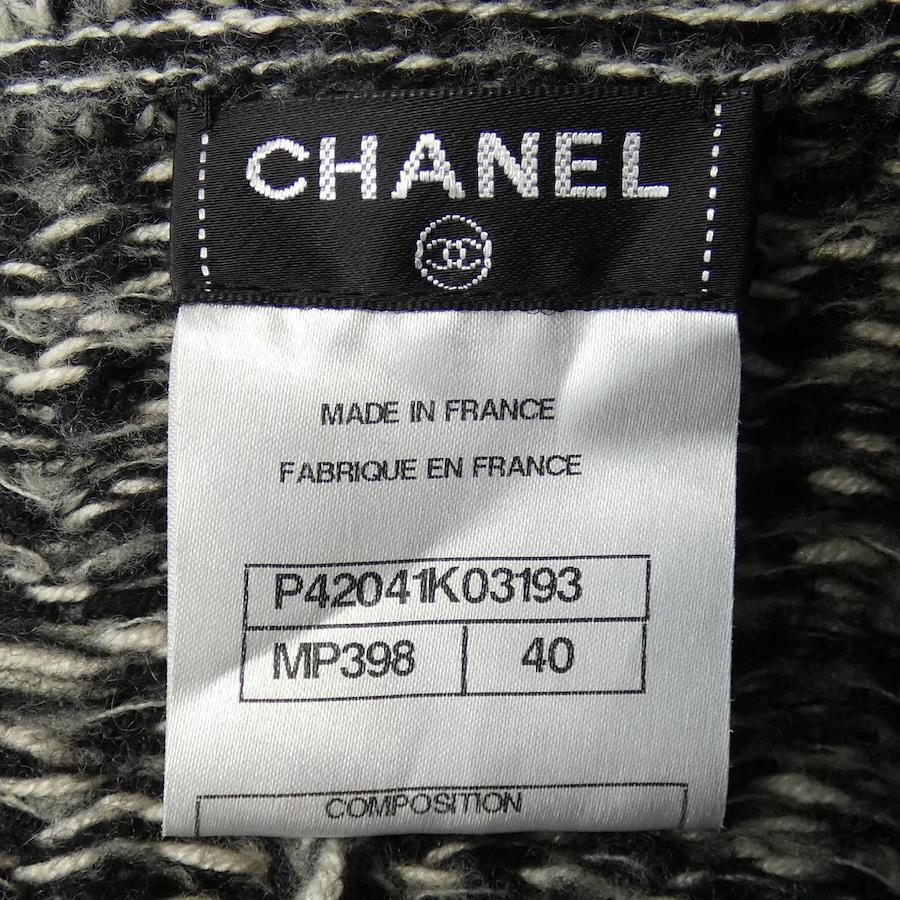 CHANEL
MADE IN FRANCE
FABRIQUE EN FRANCE
P42041K03193
MP398 40
COMPOSITION